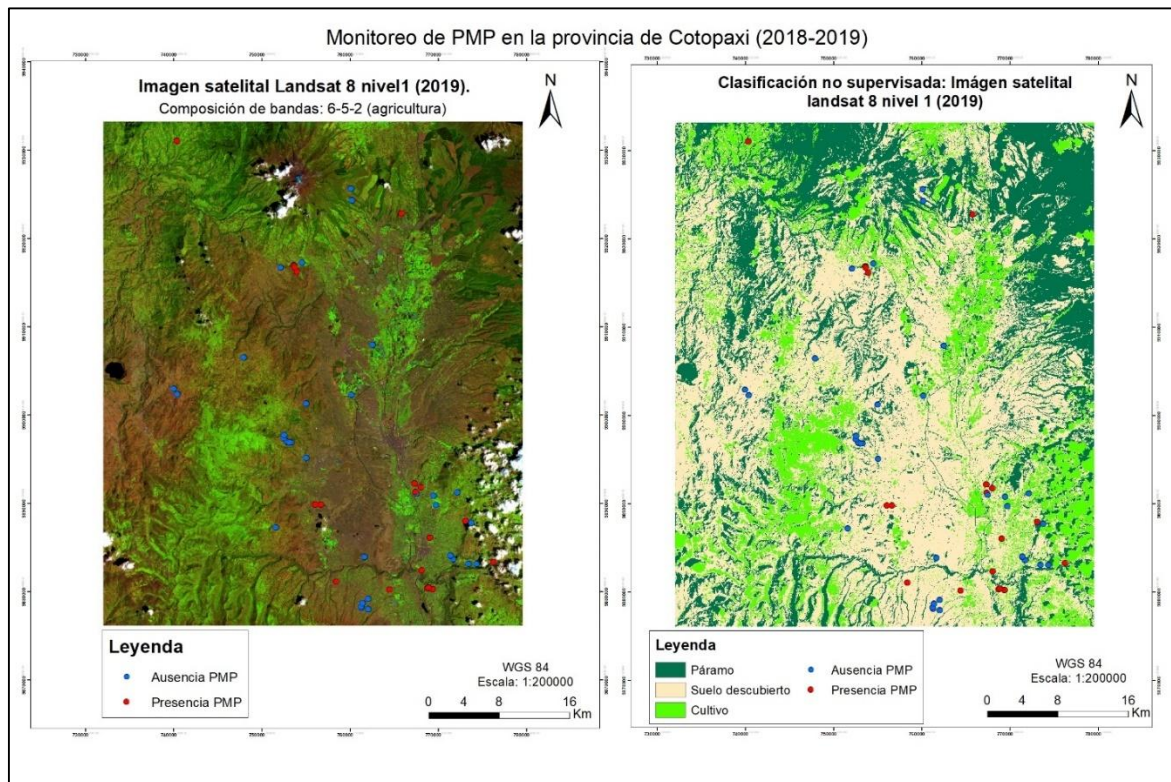 Monitoreo de PMP en la provincia de Cotopaxi (2018-2019)
Imagen satelital Landsat 8 nivel1 (2019).
Composición de bandas: 6-5-2 (agricultura)
N
Leyenda
Ausencia PMP
Presencia PMP
WGS 84
Escala: 1:200000
0 4 8 16
Km
Clasificación no supervisada: Imágen satelital
landsat 8 nivel 1 (2019)
N
Leyenda
Páramo
Suelo descubierto
Cultivo
Ausencia PMP
Presencia PMP
WGS 84
Escala: 1:200000
0 4 8 16
Km